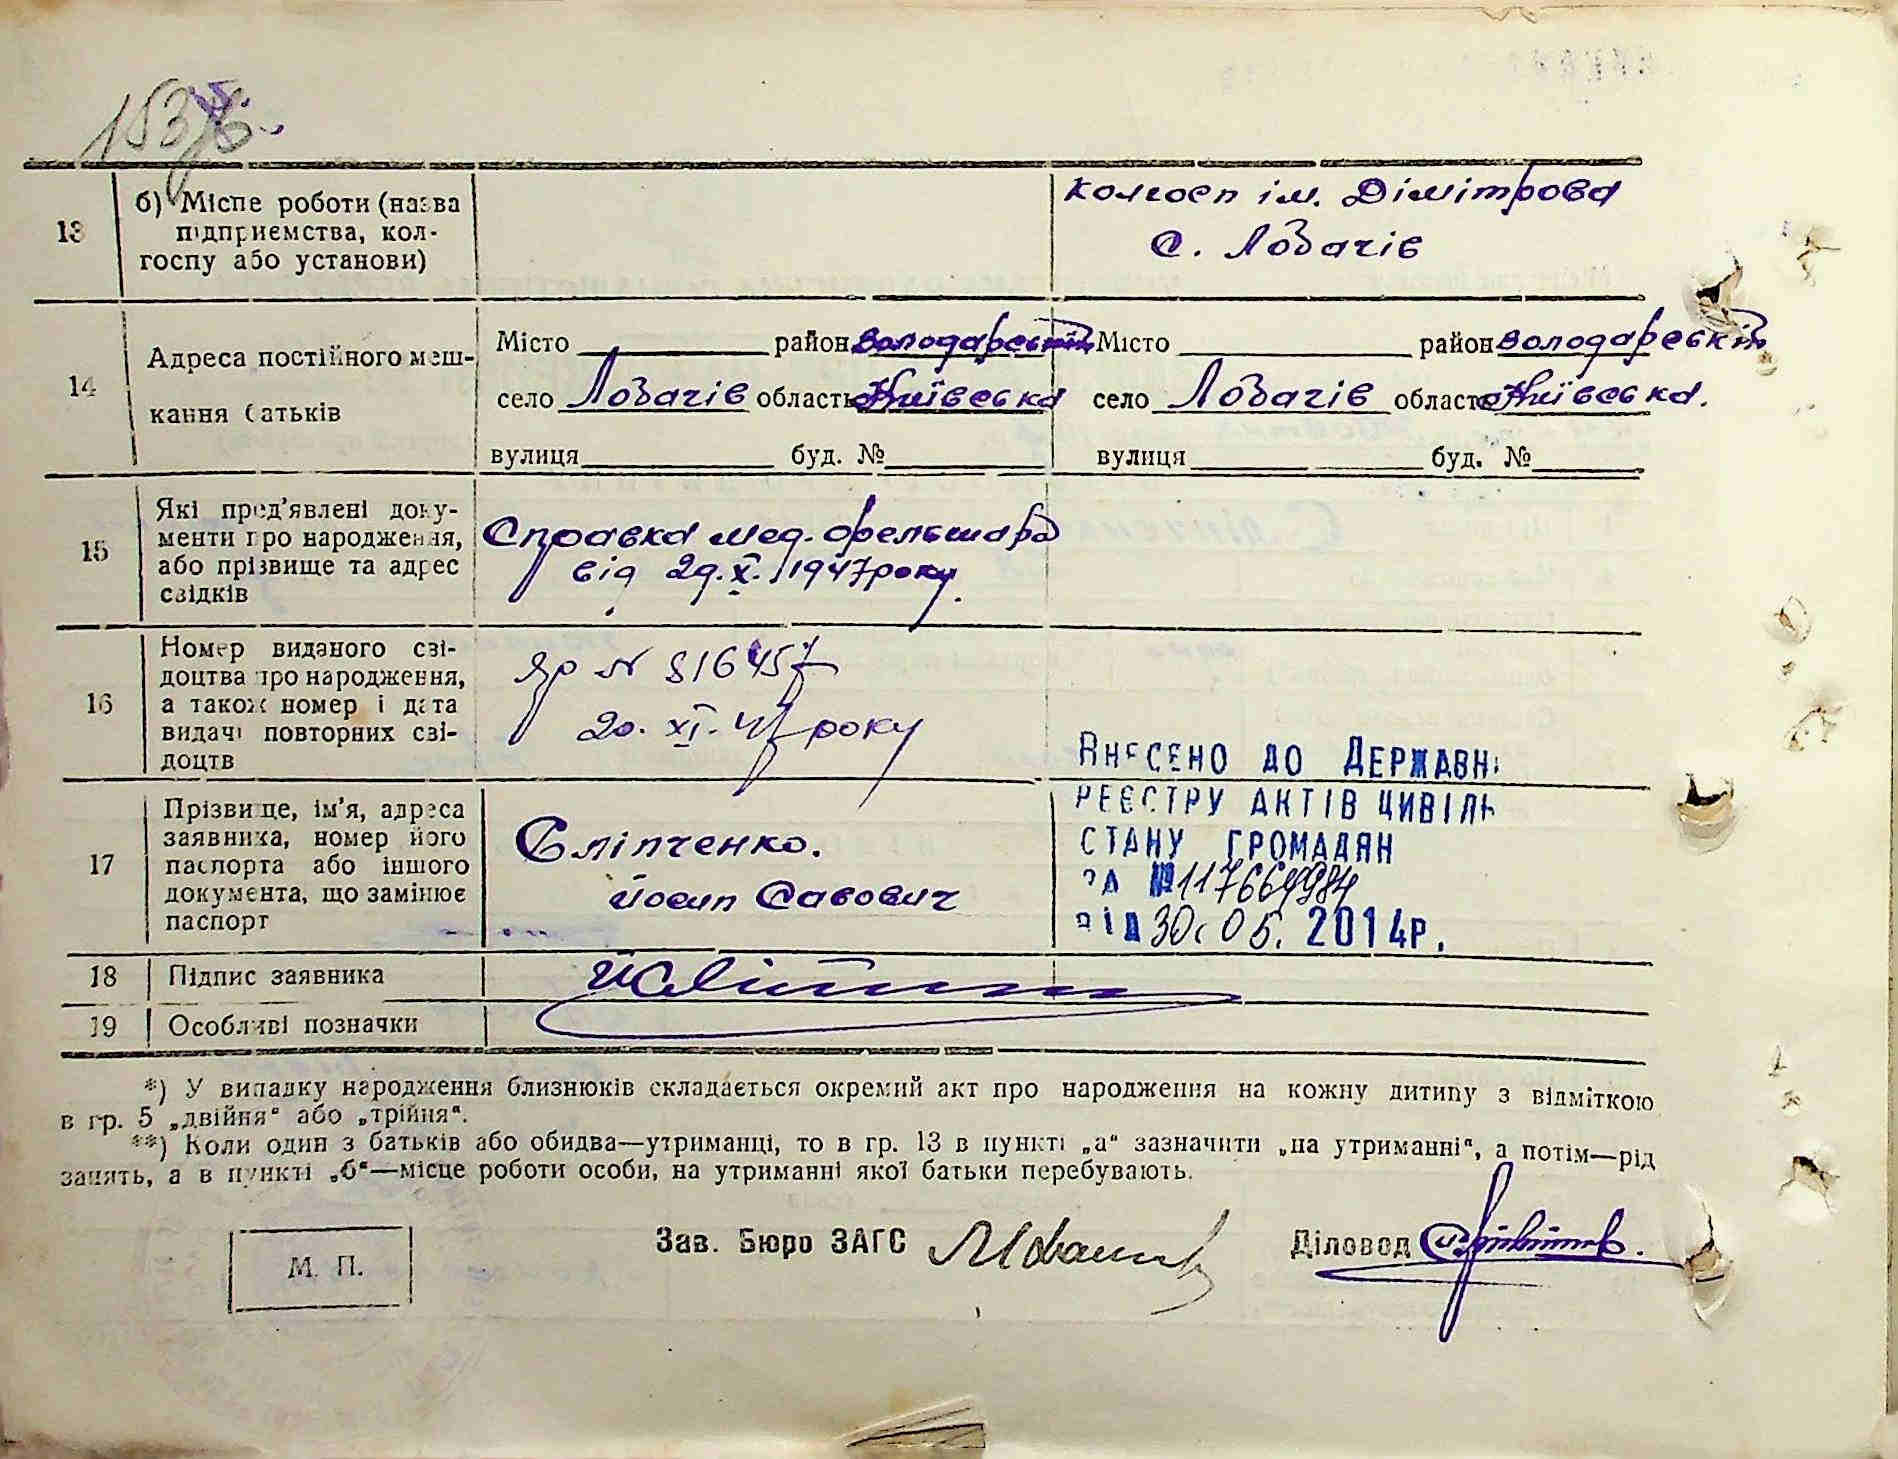 13 б) Місце роботи (назва підприємства, колгоспу або установи)
колгосп ім. Дімітрова
с. Лобачів
14 Адреса постійного мешкання батьків
Місто район Володарський Місто район Володарський
село Лобачів область Київська село Лобачів область Київська.
вулиця буд. № вулиця буд. №
15 Які пред'явлені документи про народження, або прізвище та адрес свідків
Справка мед. фельшара
від 29.X. 1947 року.
16 Номер виданого свідоцтва про народження, а також номер і дата видачі повторних свідоцтв
N 816457
20. XI. 47 року
ВНЕСЕНО ДО ДЕРЖАВН
РЕЄСТРУ АКТІВ ЦИВІЛЬ
СТАНУ ГРОМАДЯН
ЗА №117664984
ВІД 30. 05. 2014Р.
17 Прізвище, ім'я, адреса заявника, номер його паспорта або іншого документа, що замінює паспорт
Сліпченко.
Йосип Савович
18 Підпис заявника
19 Особливі позначки
*) У випадку народження близнюків складається окремий акт про народження на кожну дитину з відміткою
в гр. 5 „двійня" або „трійня".
**) Коли один з батьків або обидва—утриманці, то в гр. 13 в пункті „а" зазначити „на утриманні", а потім—рід
занять, а в пункті „б"—місце роботи особи, на утриманні якої батьки перебувають.
М. П.
Зав. Бюро ЗАГС
Діловод